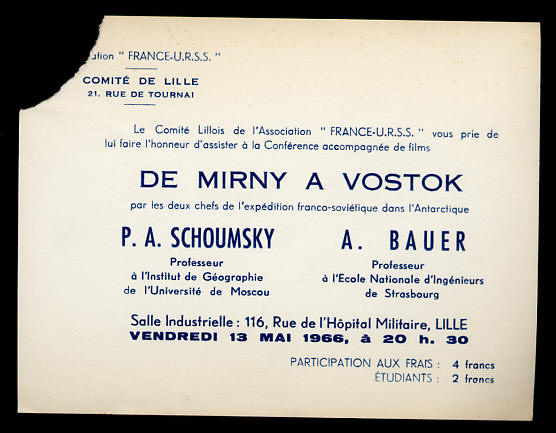 ation " FRANCE-U.R.S.S. "
COMITÉ DE LILLE
21, RUE DE TOURNAI
Le Comité Lillois de l'Association " FRANCE-U.R.S.S. " vous prie de
lui faire l'honneur d'assister à la Conférence accompagnée de films
DE MIRNY A VOSTOK
par les deux chefs de l'expédition franco-soviétique dans l'Antarctique
P. A. SCHOUMSKY
Professeur
à l'Institut de Géographie
de l'Université de Moscou
A. BAUER
Professeur
à l'Ecole Nationale d'Ingénieurs
de Strasbourg
Salle Industrielle : 116, Rue de l'Hôpital Militaire, LILLE
VENDREDI 13 MAI 1966, à 20 h. 30
PARTICIPATION AUX FRAIS : 4 francs
ÉTUDIANTS : 2 francs